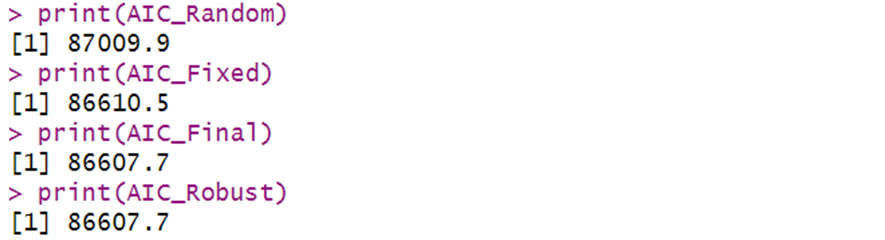 > print(AIC_Random)
[1] 87009.9
> print(AIC_Fixed)
[1] 86610.5
> print(AIC_Final)
[1] 86607.7
> print(AIC_Robust)
[1] 86607.7